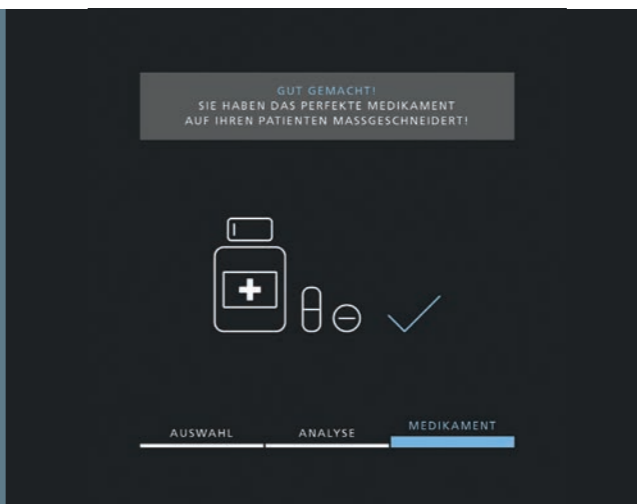 GUT GEMACHT!
SIE HABEN DAS PERFEKTE MEDIKAMENT
AUF IHREN PATIENTEN MASSGESCHNEIDERT!
AUSWAHL
ANALYSE
MEDIKAMENT